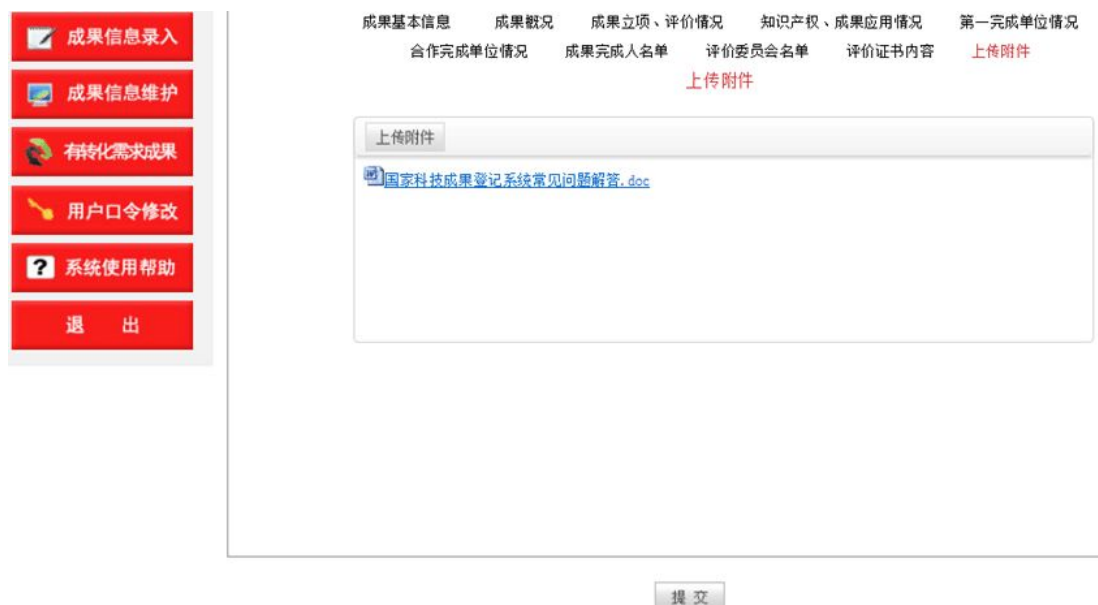 成果信息录入
成果信息维护
有转化需求成果
用户口令修改
? 系统使用帮助
退 出
成果基本信息 成果概况 成果立项、评价情况 知识产权、成果应用情况 第一完成单位情况
合作完成单位情况 成果完成人名单 评价委员会名单 评价证书内容 上传附件
上传附件
上传附件
国家科技成果登记系统常见问题解答.doc
提 交